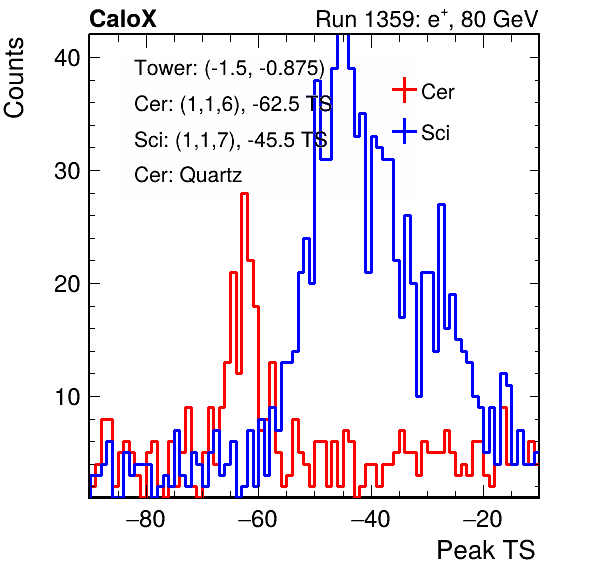 CaloX Run 1359: e⁺, 80 GeV
Counts
40
30
20
10
Tower: (-1.5, -0.875)
Cer: (1,1,6), -62.5 TS
Sci: (1,1,7), -45.5 TS
Cer: Quartz
Cer
Sci
−80 −60 −40 −20
Peak TS